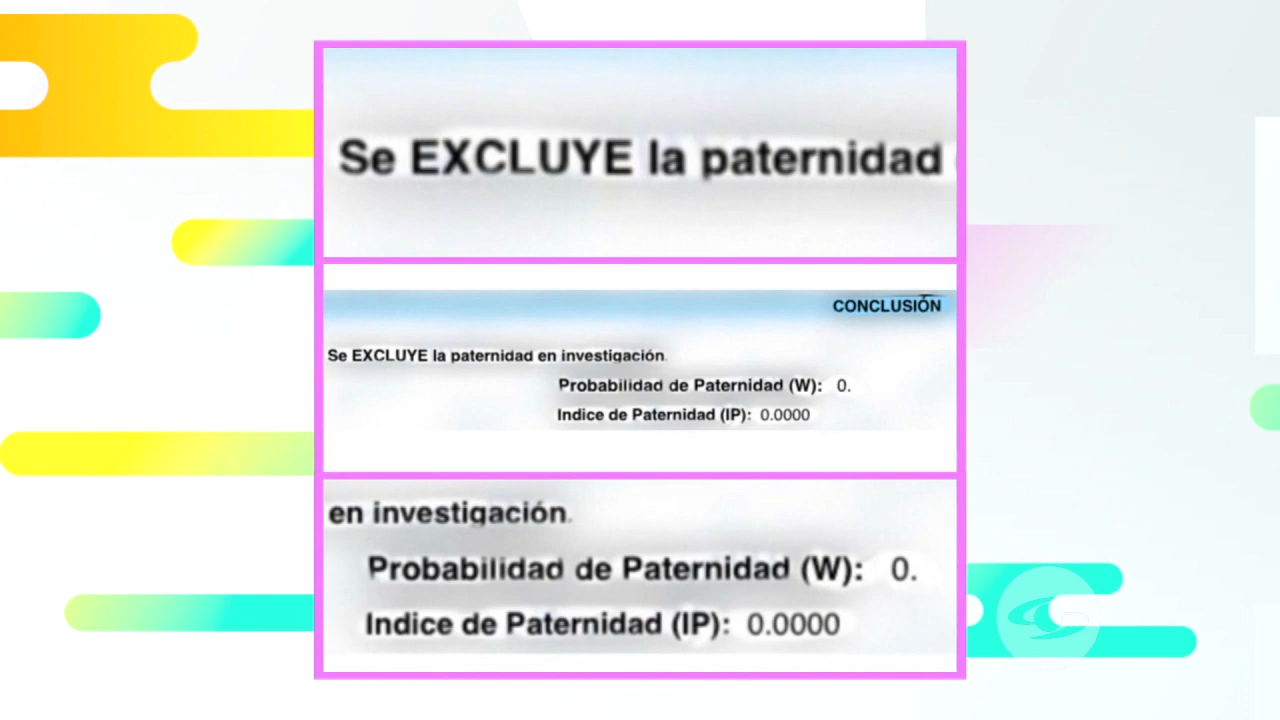 Se EXCLUYE la paternidad
CONCLUSIÓN
Se EXCLUYE la paternidad en investigación.
Probabilidad de Paternidad (W): 0.
Indice de Paternidad (IP): 0.0000
en investigación.
Probabilidad de Paternidad (W): 0.
Indice de Paternidad (IP): 0.0000